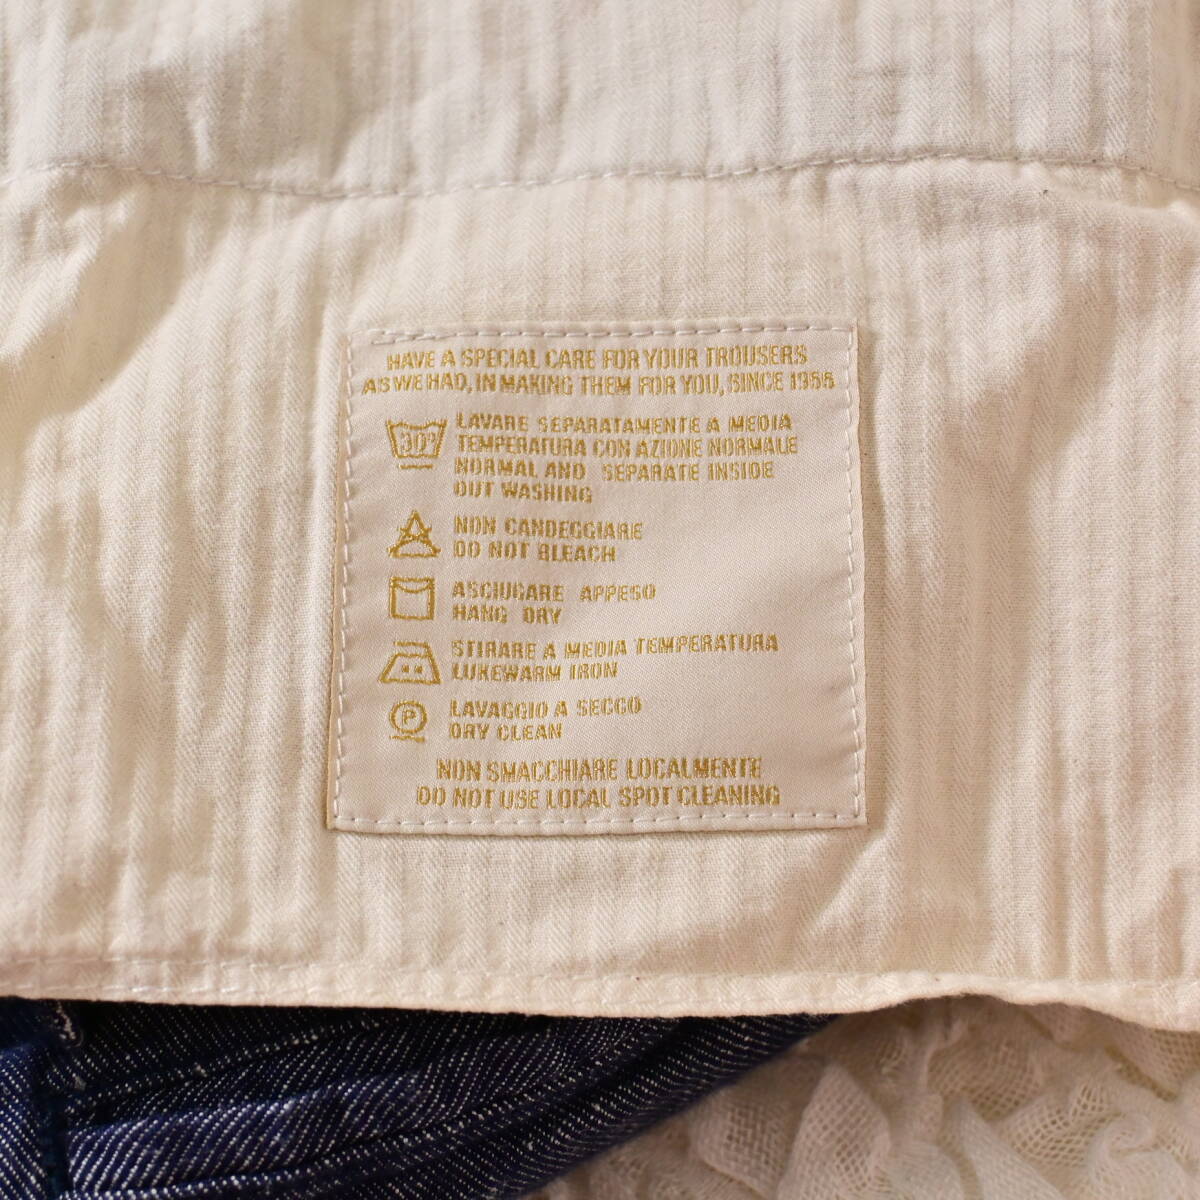 HAVE A SPECIAL CARE FOR YOUR TROUSERS
AS WE HAD, IN MAKING THEM FOR YOU, SINCE 1955
30°
LAVARE SEPARATAMENTE A MEDIA
TEMPERATURA CON AZIONE NORMALE
NORMAL AND SEPARATE INSIDE
OUT WASHING
NON CANDEGGIARE
DO NOT BLEACH
ASCIUGARE APPESO
HANG DRY
STIRARE A MEDIA TEMPERATURA
LUKEWARM IRON
P
LAVAGGIO A SECCO
DRY CLEAN
NON SMACCHIARE LOCALMENTE
DO NOT USE LOCAL SPOT CLEANING